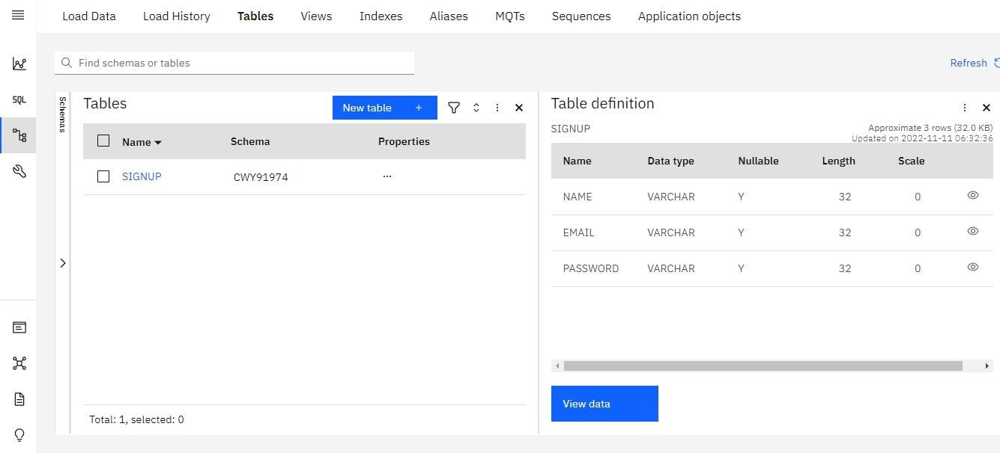 Load Data Load History Tables Views Indexes Aliases MQTs Sequences Application objects
Find schemas or tables
Refresh
SQL
Schemas
Tables
New table +
Name Schema Properties
SIGNUP CWY91974 ...
Total: 1, selected: 0
Table definition
SIGNUP
Approximate 3 rows (32.0 KB)
Updated on 2022-11-11 06:32:36
Name Data type Nullable Length Scale
NAME VARCHAR Y 32 0
EMAIL VARCHAR Y 32 0
PASSWORD VARCHAR Y 32 0
View data